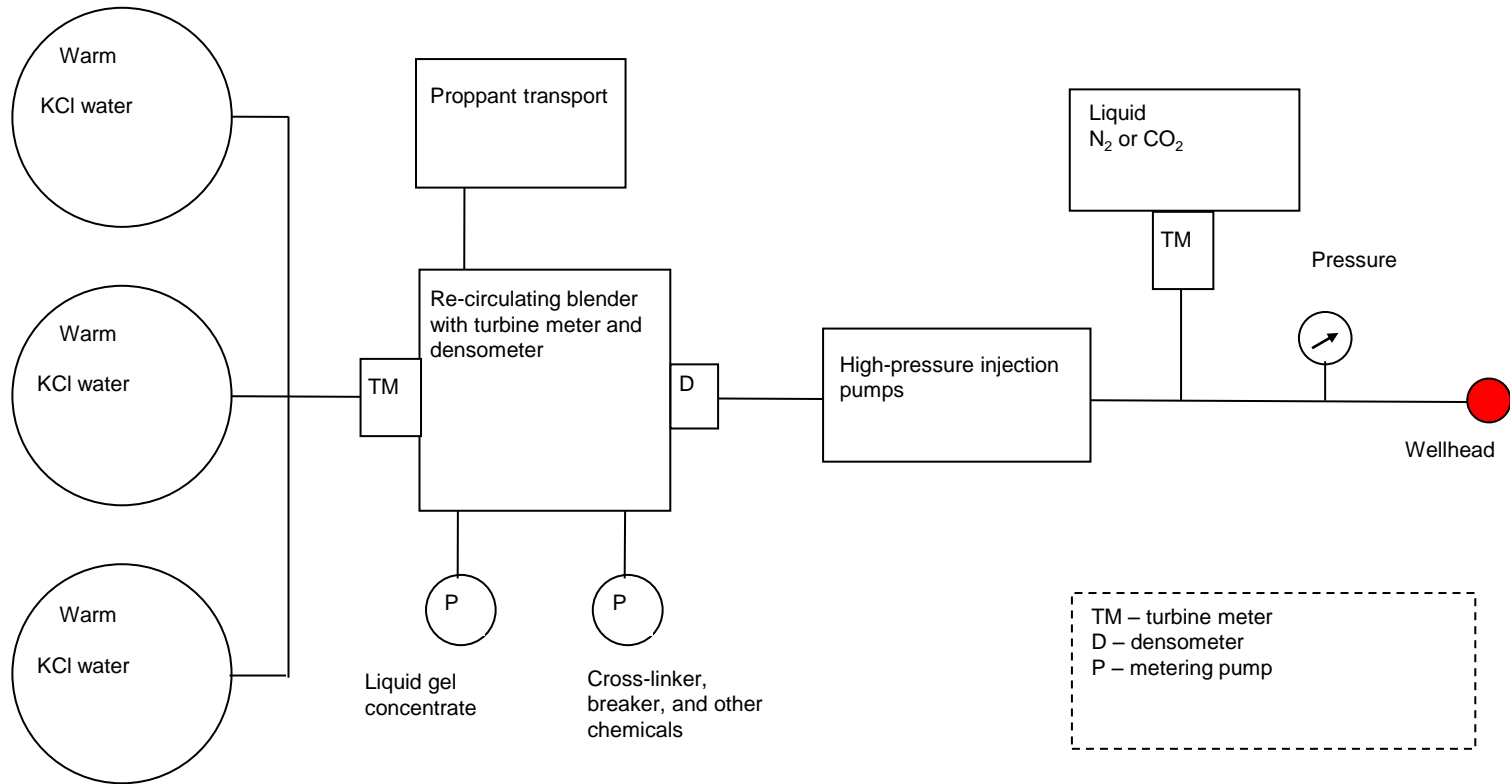 Warm
KCl water
Proppant transport
Liquid
N₂ or CO₂
TM
Pressure
Warm
KCl water
TM
Re-circulating blender
with turbine meter and
densometer
D
High-pressure injection
pumps
Wellhead
Warm
KCl water
P
P
Liquid gel
concentrate
Cross-linker,
breaker, and other
chemicals
TM – turbine meter
D – densometer
P – metering pump